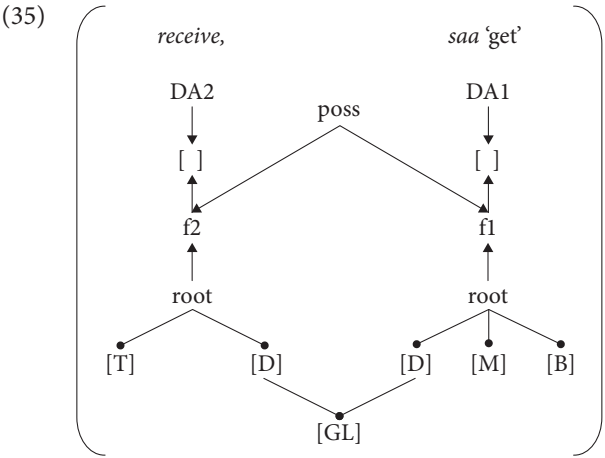 (35)
receive, saa ‘get’
DA2 DA1
poss
[ ] [ ]
f2 f1
root root
[T] [D] [D] [M] [B]
[GL]